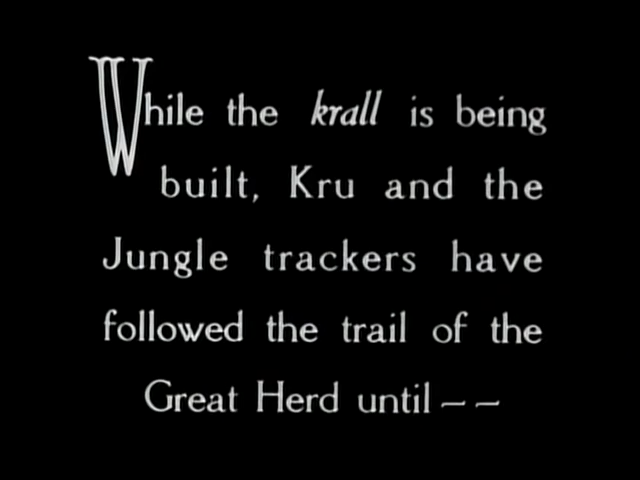 While the krall is being
built, Kru and the
Jungle trackers have
followed the trail of the
Great Herd until — —